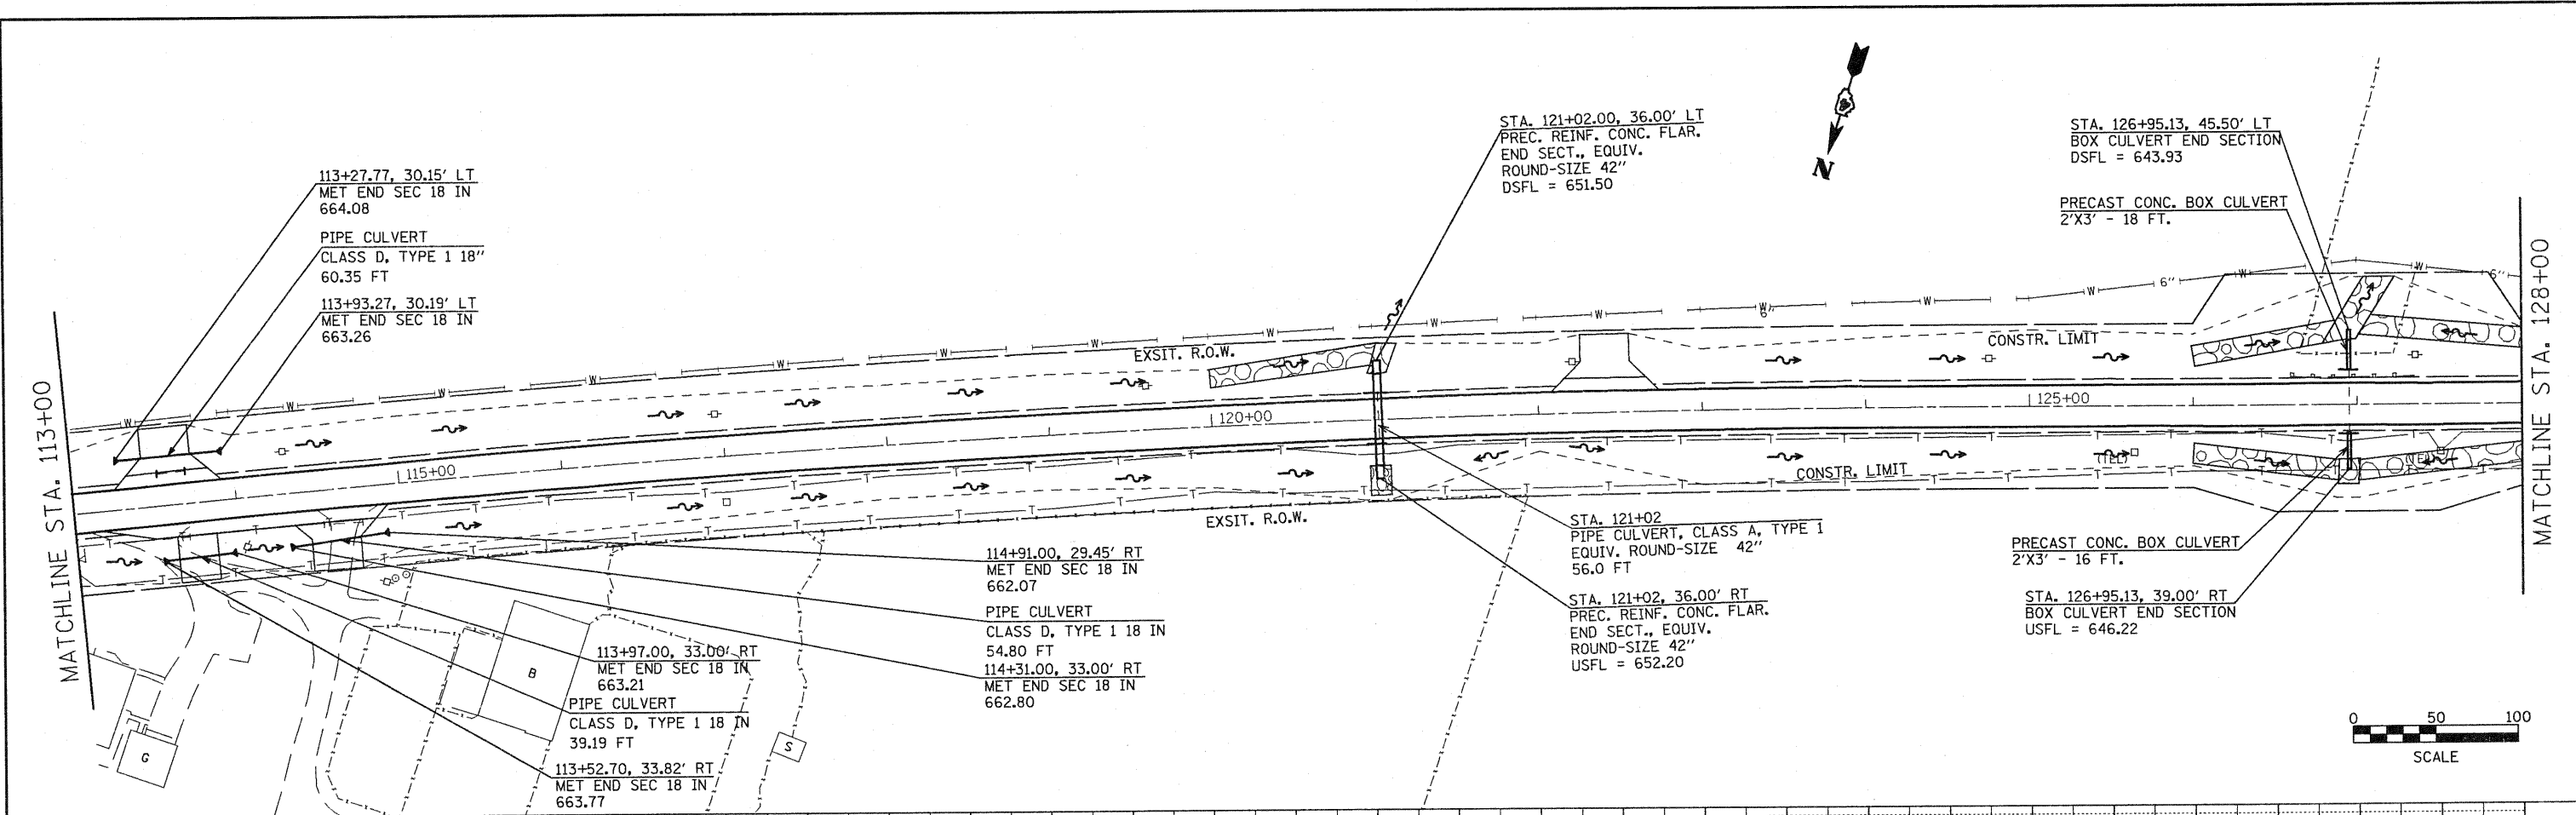 113+27.77, 30.15' LT
MET END SEC 18 IN
664.08
PIPE CULVERT
CLASS D, TYPE 1 18"
60.35 FT
113+93.27, 30.19' LT
MET END SEC 18 IN
663.26
STA. 121+02.00, 36.00' LT
PREC. REINF. CONC. FLAR.
END SECT., EQUIV.
ROUND-SIZE 42"
DSFL = 651.50
N
STA. 126+95.13, 45.50' LT
BOX CULVERT END SECTION
DSFL = 643.93
PRECAST CONC. BOX CULVERT
2'X3' - 18 FT.
MATCHLINE STA. 113+00
MATCHLINE STA. 128+00
W W W W W W W W W W W W W W W
6"
6"
6"
EXSIT. R.O.W.
CONSTR. LIMIT
115+00
120+00
125+00
T T T T T T T T T T T T T T T T
CONSTR. LIMIT
(TEL)
(TEL)
EXSIT. R.O.W.
114+91.00, 29.45' RT
MET END SEC 18 IN
662.07
PIPE CULVERT
CLASS D, TYPE 1 18 IN
54.80 FT
114+31.00, 33.00' RT
MET END SEC 18 IN
662.80
113+97.00, 33.00' RT
MET END SEC 18 IN
663.21
PIPE CULVERT
CLASS D, TYPE 1 18 IN
39.19 FT
113+52.70, 33.82' RT
MET END SEC 18 IN
663.77
G
B
S
STA. 121+02
PIPE CULVERT, CLASS A, TYPE 1
EQUIV. ROUND-SIZE 42"
56.0 FT
STA. 121+02, 36.00' RT
PREC. REINF. CONC. FLAR.
END SECT., EQUIV.
ROUND-SIZE 42"
USFL = 652.20
PRECAST CONC. BOX CULVERT
2'X3' - 16 FT.
STA. 126+95.13, 39.00' RT
BOX CULVERT END SECTION
USFL = 646.22
0 50 100
SCALE